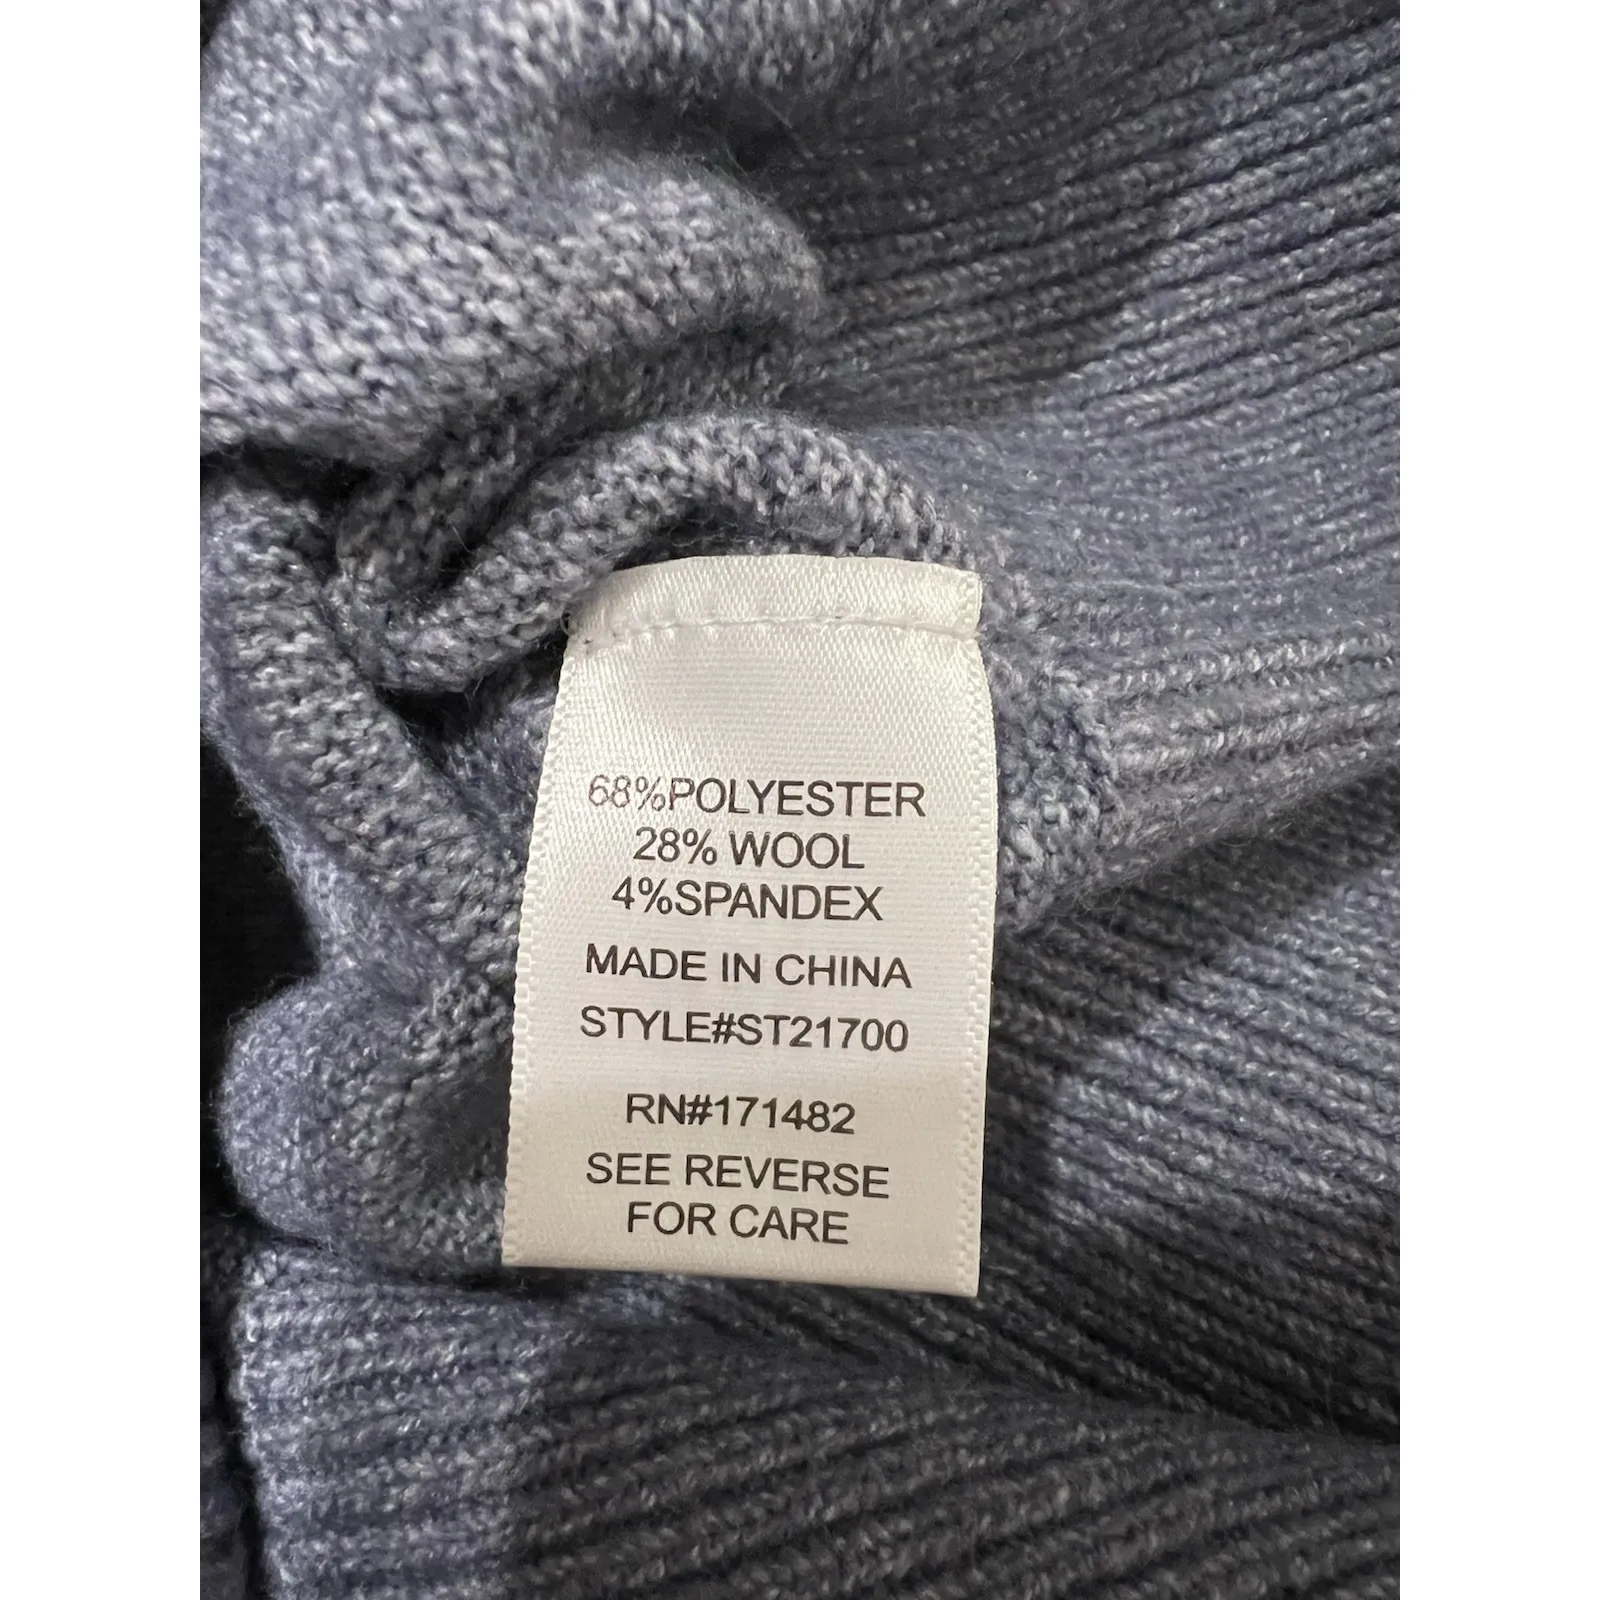 68%POLYESTER
28% WOOL
4%SPANDEX
MADE IN CHINA
STYLE#ST21700
RN#171482
SEE REVERSE
FOR CARE